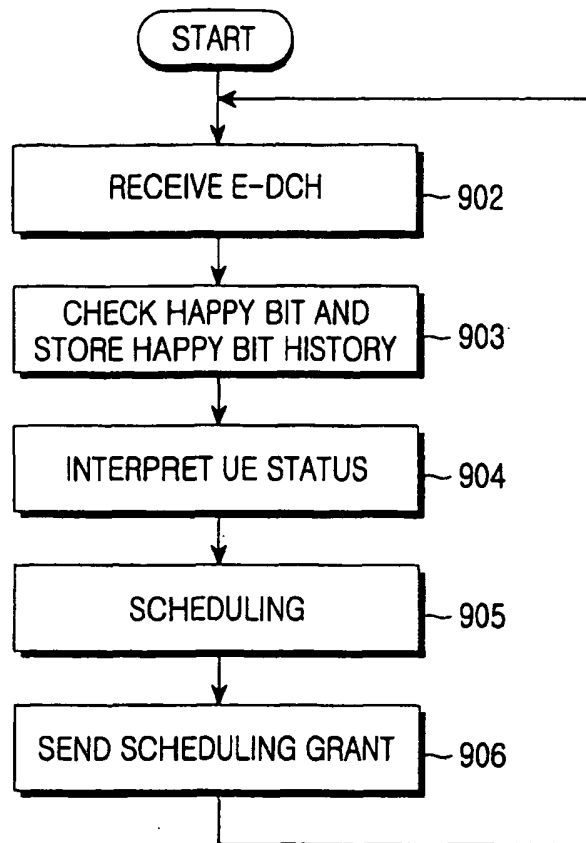 START
RECEIVE E-DCH
902
CHECK HAPPY BIT AND
STORE HAPPY BIT HISTORY
903
INTERPRET UE STATUS
904
SCHEDULING
905
SEND SCHEDULING GRANT
906